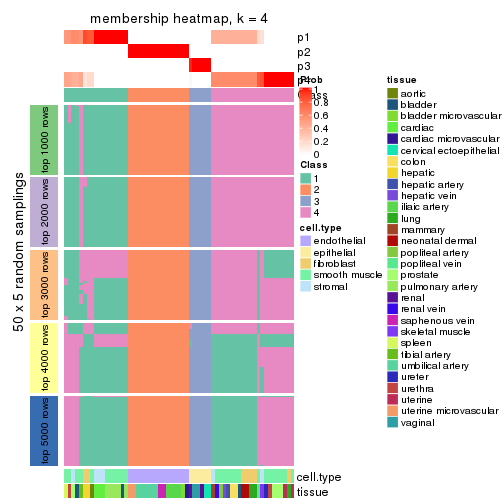 membership heatmap, k = 4
p1
p2
p3
p4
Class
50 x 5 random samplings
top 1000 rows
top 2000 rows
top 3000 rows
top 4000 rows
top 5000 rows
cell.type
tissue
Prob
1
0.8
0.6
0.4
0.2
0
Class
1
2
3
4
cell.type
endothelial
epithelial
fibroblast
smooth muscle
stromal
tissue
aortic
bladder
bladder microvascular
cardiac
cardiac microvascular
cervical ectoepithelial
colon
hepatic
hepatic artery
hepatic vein
iliaic artery
lung
mammary
neonatal dermal
popliteal artery
popliteal vein
prostate
pulmonary artery
renal
renal vein
saphenous vein
skeletal muscle
spleen
tibial artery
umbilical artery
ureter
urethra
uterine
uterine microvascular
vaginal